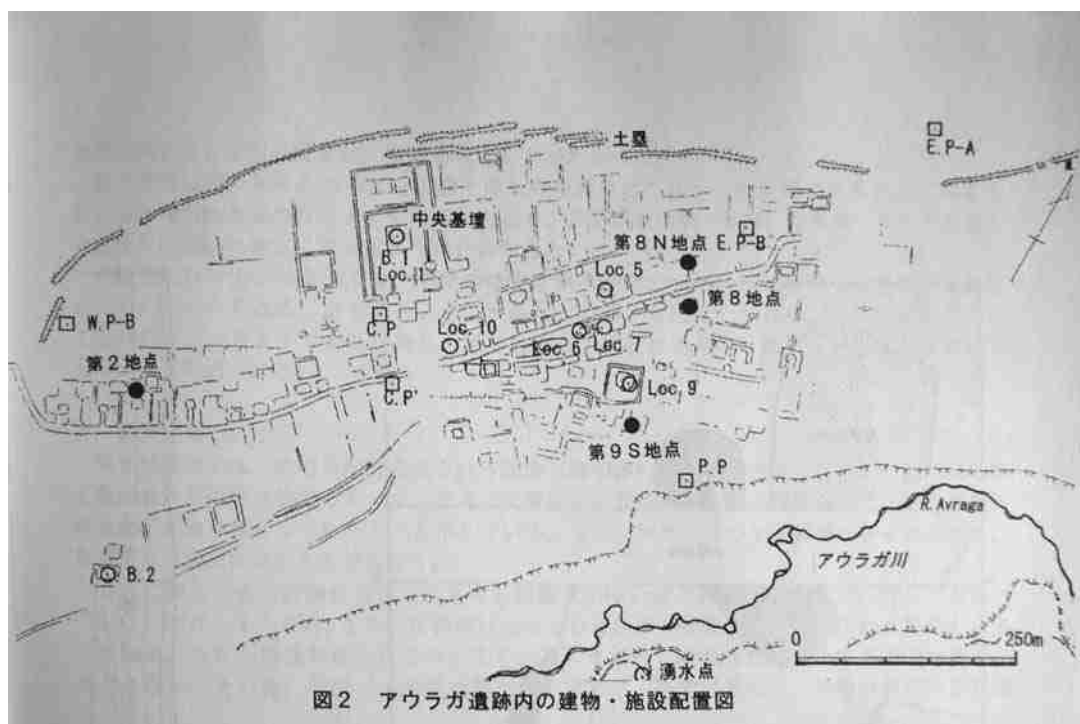 土塁
E.P-A
中央基壇
B.1
Loc.11
第8N地点 E.P-B
Loc.5
第8地点
W.P-B
C.P
Loc.10
Loc.6
Loc.7
第2地点
C.P'
Loc.9
第9S地点
P.P
R.Avraga
アウラガ川
B.2
0
250m
湧水点
図2 アウラガ遺跡内の建物・施設配置図